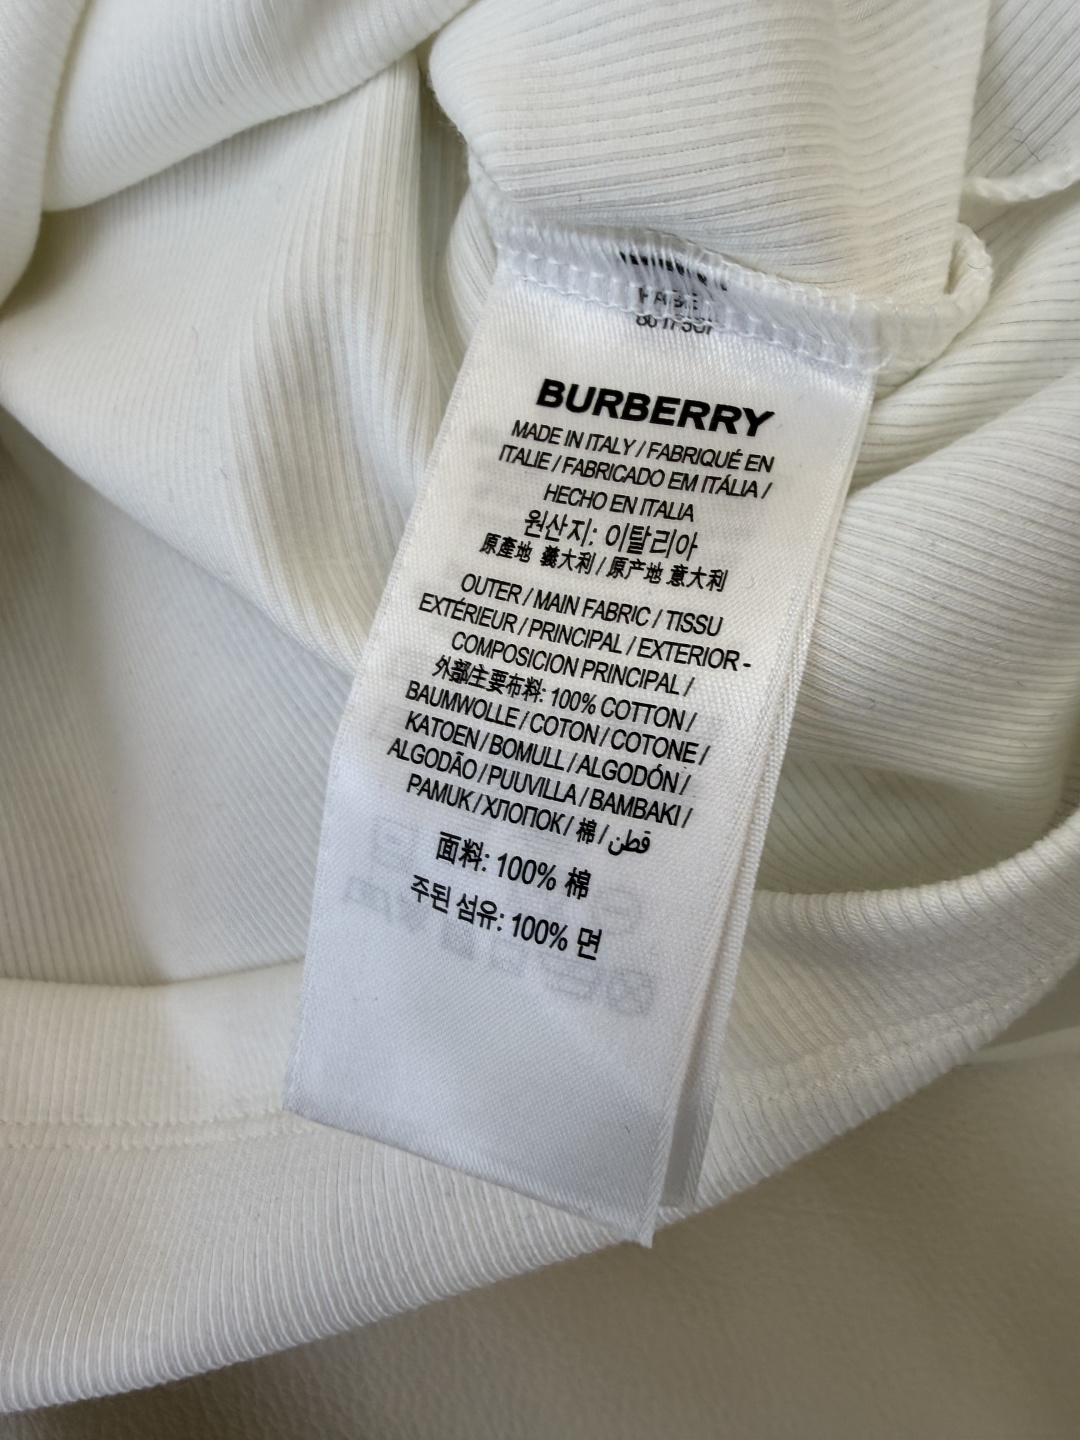 BURBERRY
MADE IN ITALY / FABRIQUÉ EN
ITALIE / FABRICADO EM ITÁLIA /
HECHO EN ITALIA
원산지: 이탈리아
原產地 義大利 / 原产地 意大利
OUTER / MAIN FABRIC / TISSU
EXTÉRIEUR / PRINCIPAL / EXTERIOR -
COMPOSICION PRINCIPAL /
外部主要布料: 100% COTTON /
BAUMWOLLE / COTON / COTONE /
KATOEN / BOMULL / ALGODÓN /
ALGODÃO / PUUVILLA / BAMBAKI /
PAMUK / ХЛОПОК / 棉 / قطن
面料: 100% 棉
주된 섬유: 100% 면